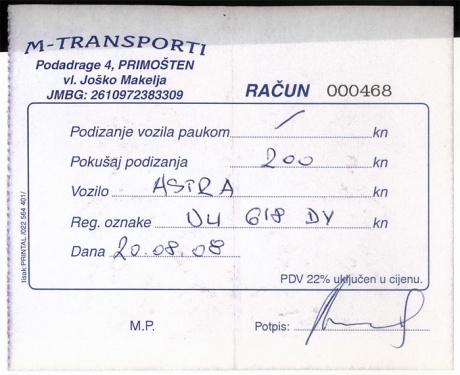 M-TRANSPORTI
Podadrage 4, PRIMOŠTEN
vl. Joško Makelja
JMBG: 2610972383309
RAČUN 000468
Podizanje vozila paukom / kn
Pokušaj podizanja 200 kn
Vozilo ASTRA kn
Reg. oznake VU 618 DY kn
Dana 20.08.08
PDV 22% uključen u cijenu.
M.P. Potpis:
tisak:PRINTAL /022 564 401/